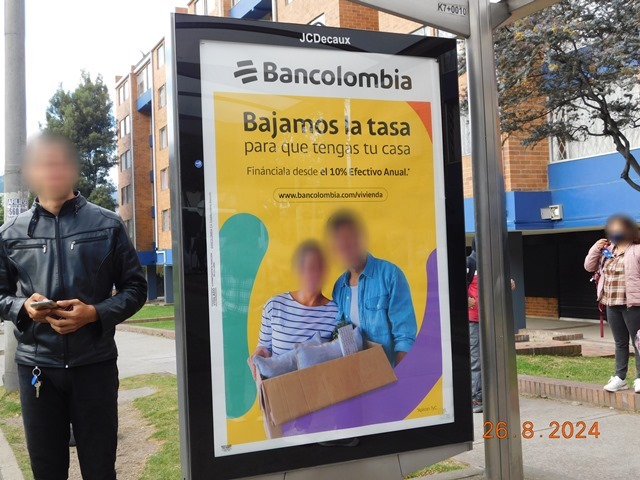 K7+0010
JCDecaux
Bancolombia
Bajamos la tasa
para que tengas tu casa
Fináncialo desde el 10% Efectivo Anual.*
www.bancolombia.com/vivienda
26.8.2024